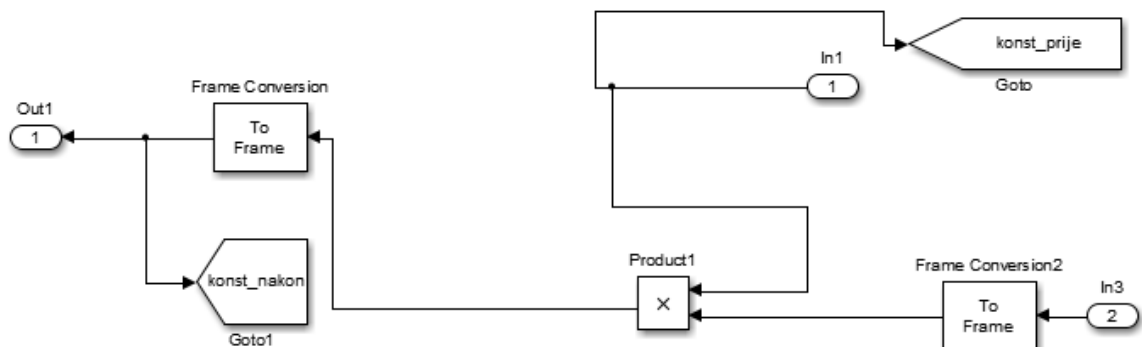 konst_prije
Goto
In1
1
Frame Conversion
To
Frame
Out1
1
konst_nakon
Goto1
Product1
×
Frame Conversion2
To
Frame
In3
2